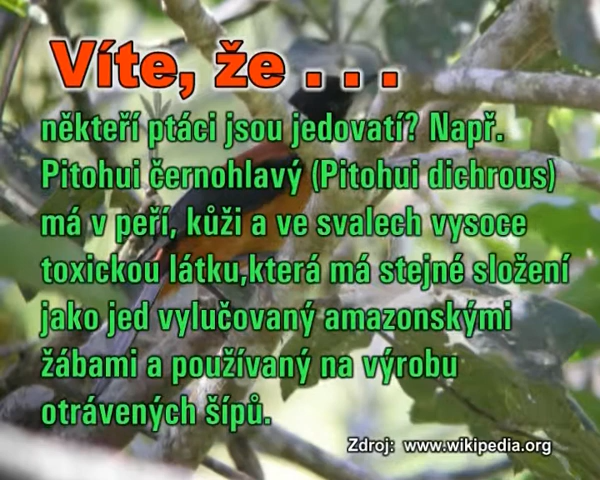 Víte, že . . .
někteří ptáci jsou jedovatí? Např.
Pitohui černohlavý (Pitohui dichrous)
má v peří, kůži a ve svalech vysoce
toxickou látku,která má stejné složení
jako jed vylučovaný amazonskými
žábami a používaný na výrobu
otrávených šípů.
Zdroj: www.wikipedia.org